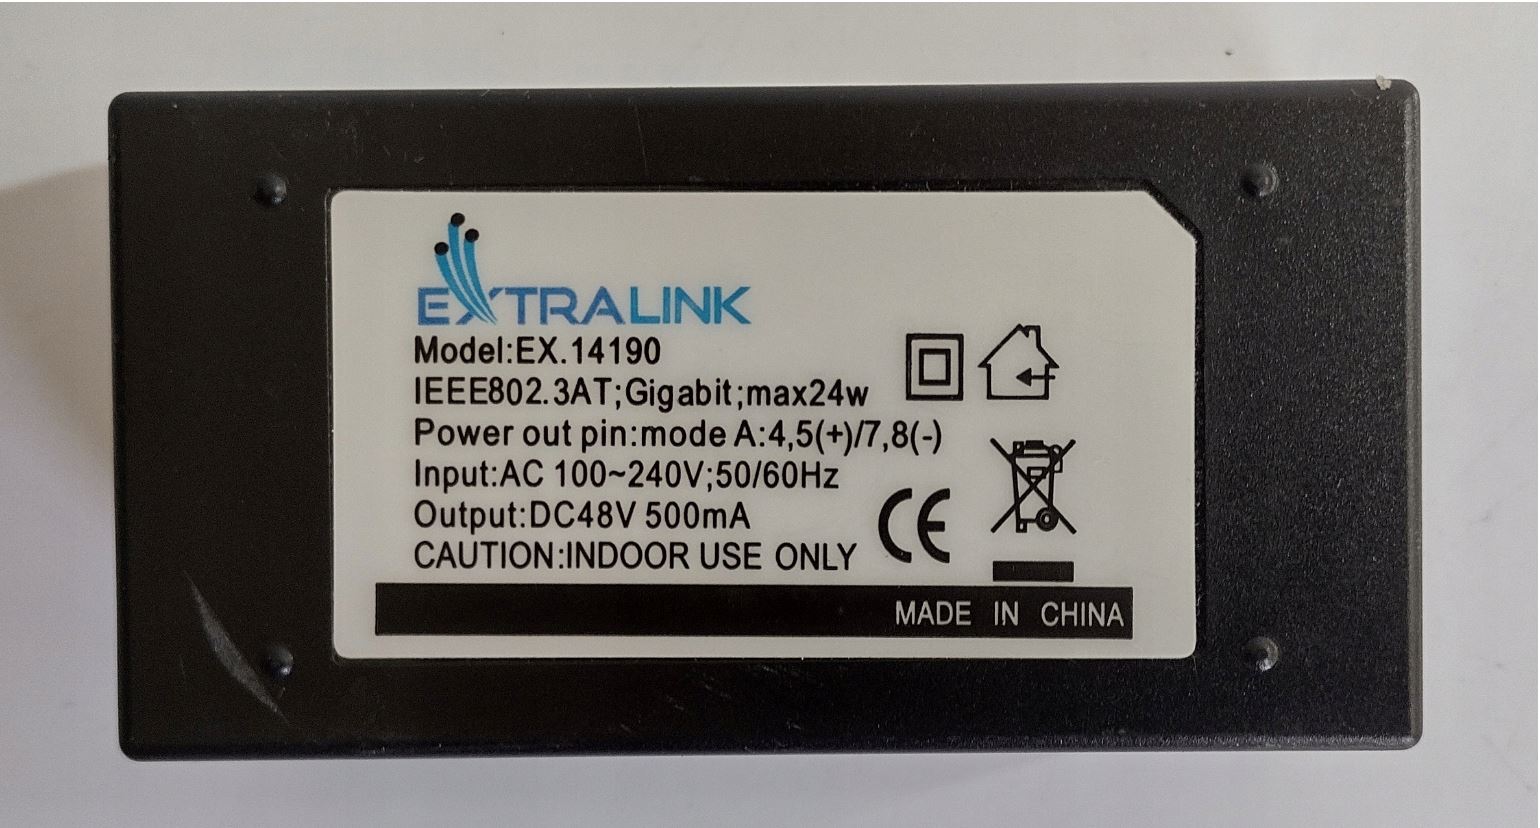 EXTRALINK
Model:EX.14190
IEEE802.3AT;Gigabit;max24w
Power out pin:mode A:4,5(+)/7,8(-)
Input:AC 100~240V;50/60Hz
Output:DC48V 500mA
CAUTION:INDOOR USE ONLY
CE
MADE IN CHINA